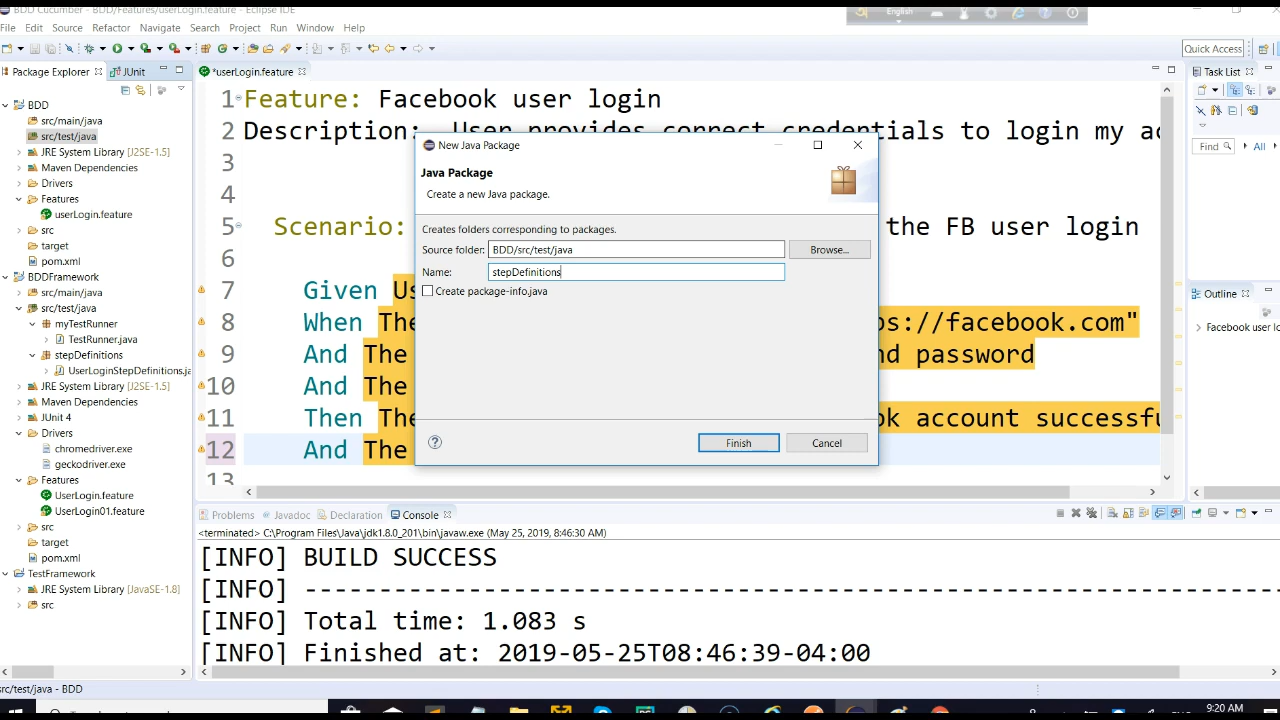 BDD Cucumber - BDD/Features/userLogin.feature - Eclipse IDE
English
File Edit Source Refactor Navigate Search Project Run Window Help
Quick Access
Package Explorer
JUnit
*userLogin.feature
Task List
BDD
src/main/java
src/test/java
JRE System Library [J2SE-1.5]
Maven Dependencies
Drivers
Features
userLogin.feature
src
target
pom.xml
BDDFramework
src/main/java
src/test/java
myTestRunner
TestRunner.java
stepDefinitions
UserLoginStepDefinitions.ja
JRE System Library [J2SE-1.5]
Maven Dependencies
JUnit 4
Drivers
chromedriver.exe
geckodriver.exe
Features
UserLogin.feature
UserLogin01.feature
src
target
pom.xml
TestFramework
JRE System Library [JavaSE-1.8]
src
1 Feature: Facebook user login
2 Description: User provides correct credentials to login my ac
3
4
5 Scenario: the FB user login
6
7 Given Us
8 When The ps://facebook.com"
9 And The nd password
10 And The
11 Then The ok account successfu
12 And The
13
New Java Package
Java Package
Create a new Java package.
Creates folders corresponding to packages.
Source folder: BDD/src/test/java Browse...
Name: stepDefinitions
Create package-info.java
Finish Cancel
Find All
Outline
Facebook user lo
Problems Javadoc Declaration Console
<terminated> C:\Program Files\Java\jdk1.8.0_201\bin\javaw.exe (May 25, 2019, 8:46:30 AM)
[INFO] BUILD SUCCESS
[INFO] ------------------------------------------------------------------
[INFO] Total time: 1.083 s
[INFO] Finished at: 2019-05-25T08:46:39-04:00
src/test/java - BDD
9:20 AM